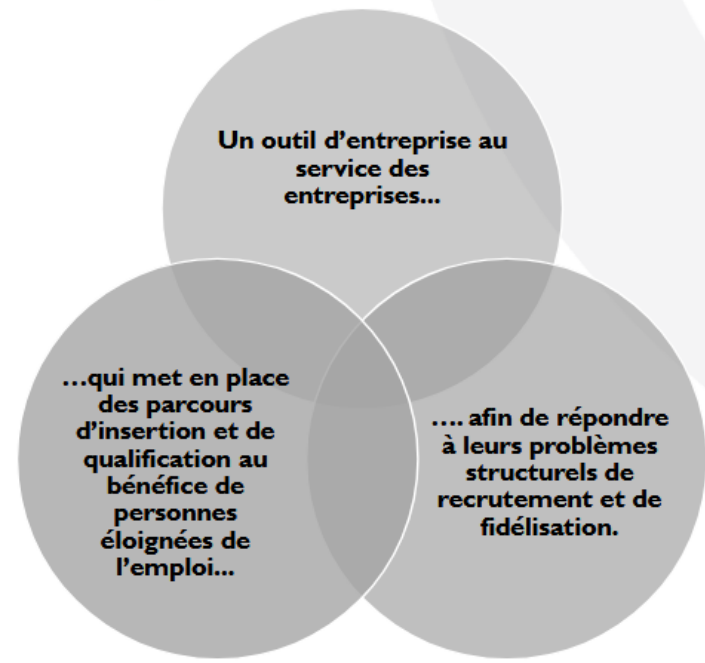 Un outil d’entreprise au
service des
entreprises…
…qui met en place
des parcours
d’insertion et de
qualification au
bénéfice de
personnes
éloignées de
l’emploi…
…. afin de répondre
à leurs problèmes
structurels de
recrutement et de
fidélisation.